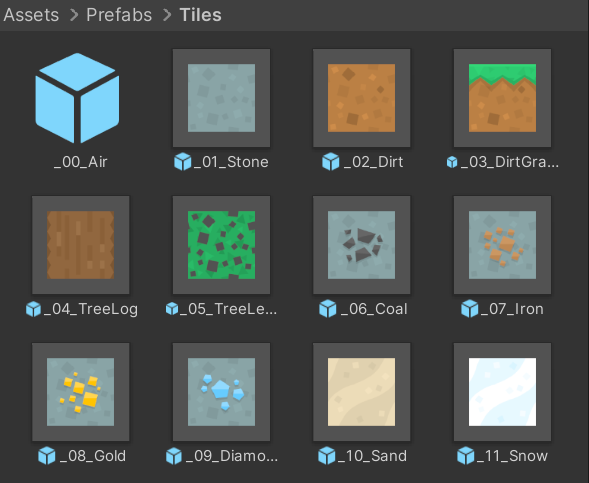 Assets > Prefabs > Tiles
_00_Air
_01_Stone
_02_Dirt
_03_DirtGra...
_04_TreeLog
_05_TreeLe...
_06_Coal
_07_Iron
_08_Gold
_09_Diamo...
_10_Sand
_11_Snow